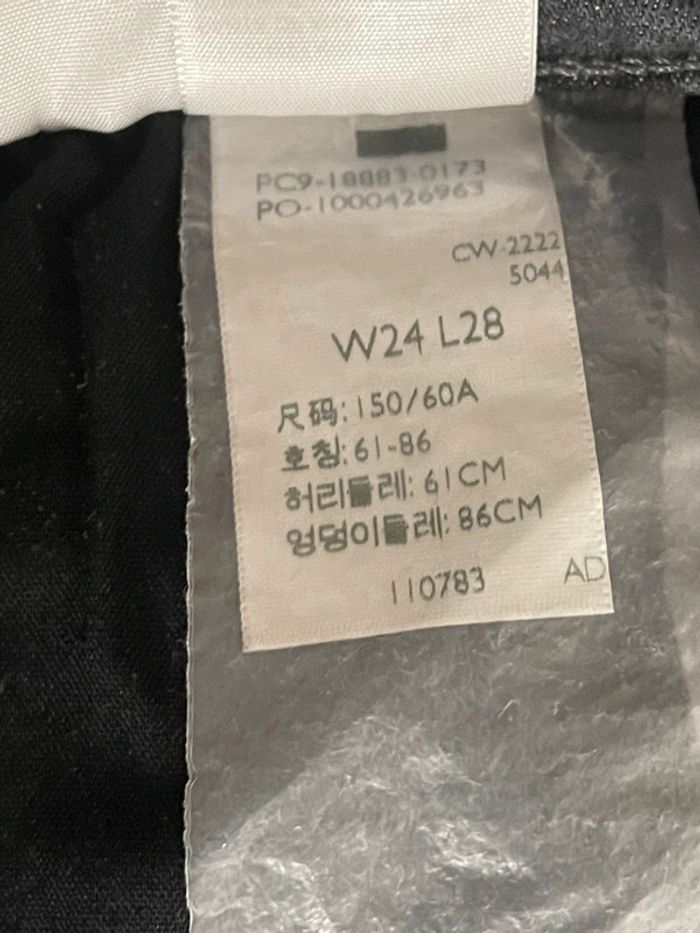 PC9-18883-0173
PO-1000426963
CW-2222
5044
W24 L28
尺码: 150/60A
호칭: 61-86
허리둘레: 61CM
엉덩이둘레: 86CM
110783
AD